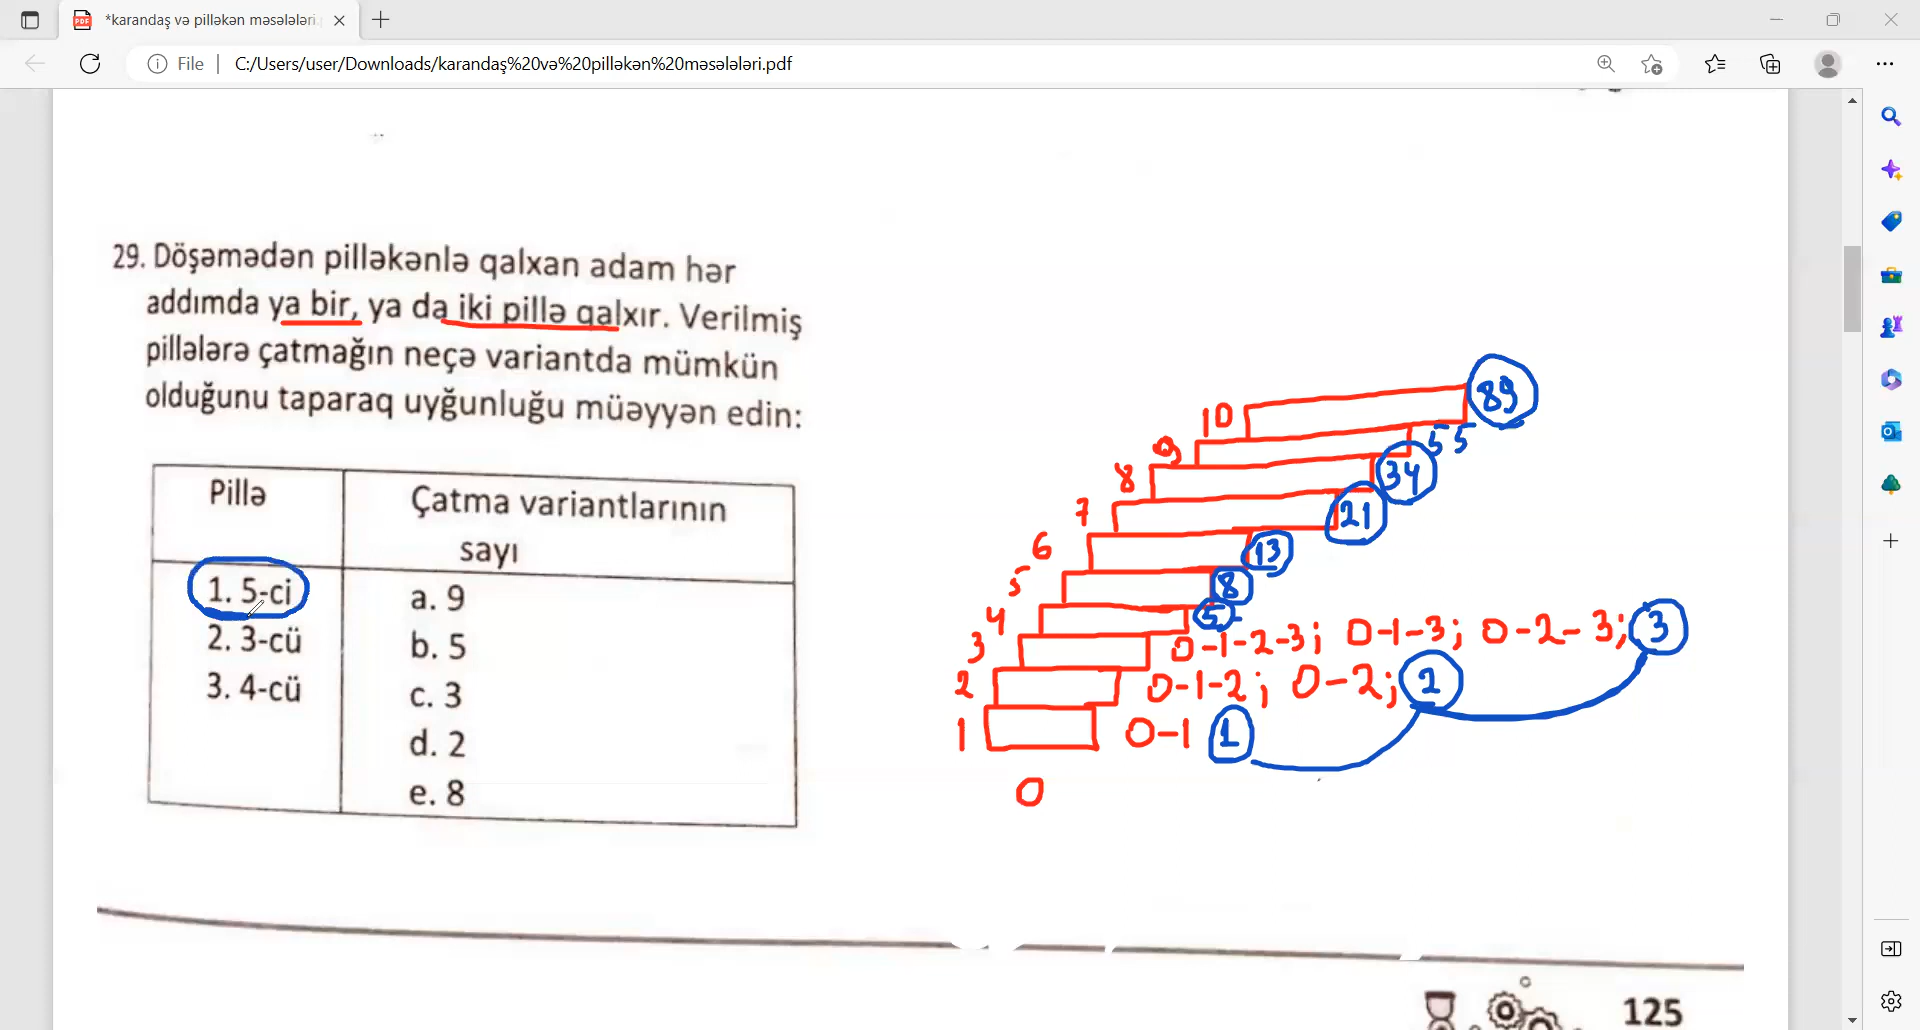 *karandaş və pilləkən məsələləri.
File
C:/Users/user/Downloads/karandaş%20və%20pilləkən%20məsələləri.pdf
29. Döşəmədən pilləkənlə qalxan adam hər
addımda ya bir, ya da iki pillə qalxır. Verilmiş
pillələrə çatmağın neçə variantda mümkün
olduğunu taparaq uyğunluğu müəyyən edin:
Pillə
Çatma variantlarının
sayı
1. 5-ci
2. 3-cü
3. 4-cü
a. 9
b. 5
c. 3
d. 2
e. 8
10 89
9 55
8 34
7 21
6 13
5 8
4 5
3 0-1-2-3; 0-1-3; 0-2-3; 3
2 0-1-2; 0-2; 2
1 0-1 1
0
125